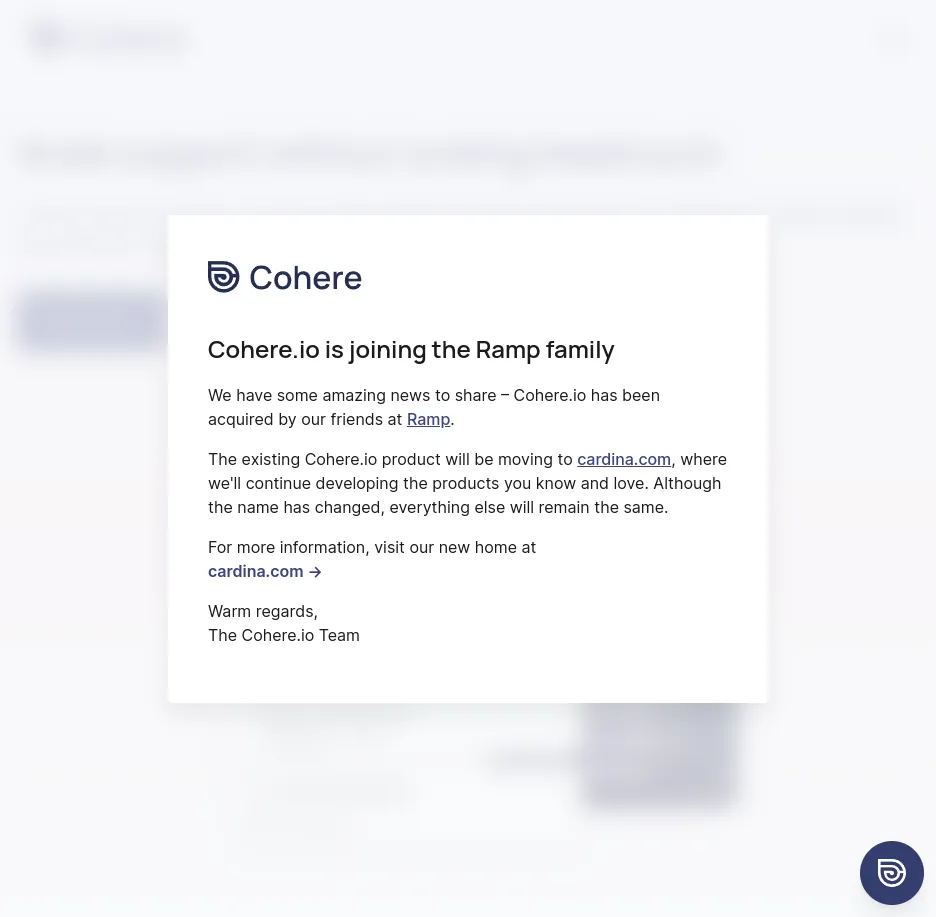 Cohere
Cohere.io is joining the Ramp family
We have some amazing news to share – Cohere.io has been
acquired by our friends at Ramp.
The existing Cohere.io product will be moving to cardina.com, where
we'll continue developing the products you know and love. Although
the name has changed, everything else will remain the same.
For more information, visit our new home at
cardina.com →
Warm regards,
The Cohere.io Team